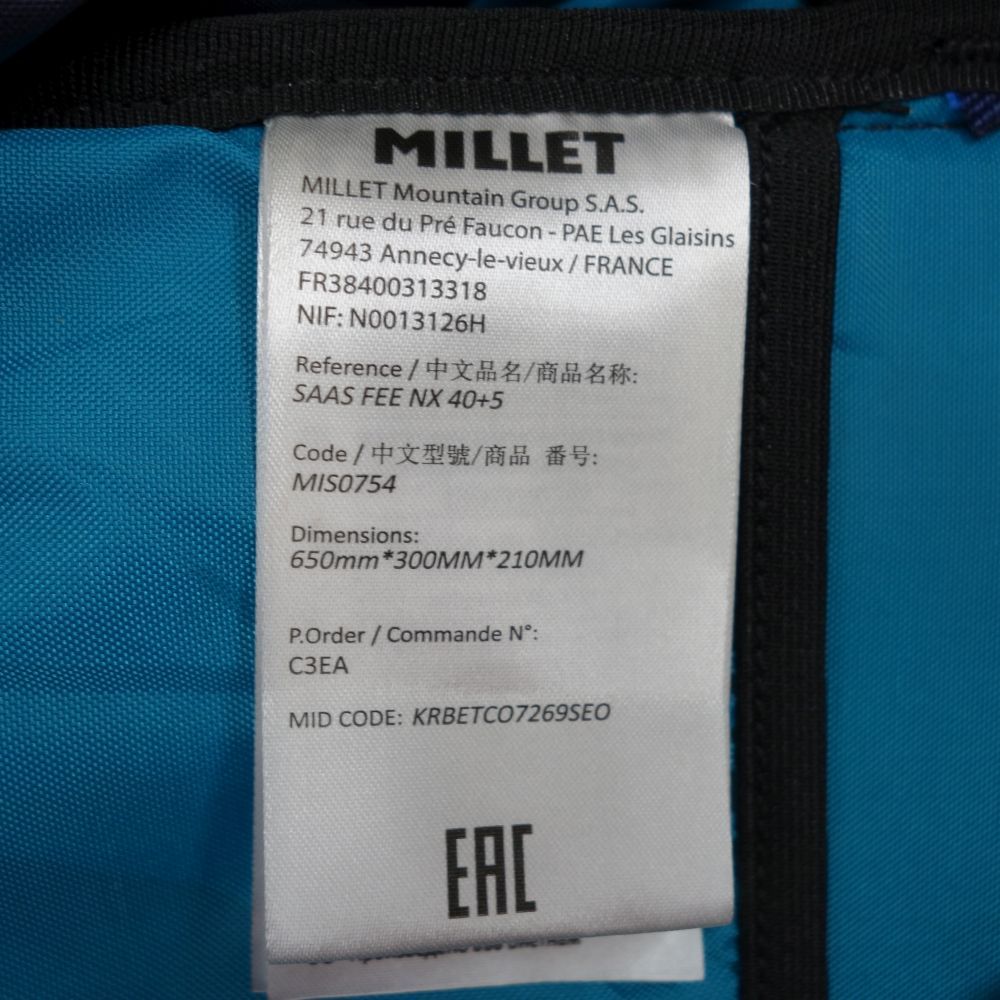 MILLET
MILLET Mountain Group S.A.S.
21 rue du Pré Faucon - PAE Les Glaisins
74943 Annecy-le-vieux / FRANCE
FR38400313318
NIF: N0013126H
Reference / 中文品名/商品名称:
SAAS FEE NX 40+5
Code / 中文型號/商品 番号:
MIS0754
Dimensions:
650mm*300MM*210MM
P.Order / Commande N°:
C3EA
MID CODE: KRBETCO7269SEO
EAC